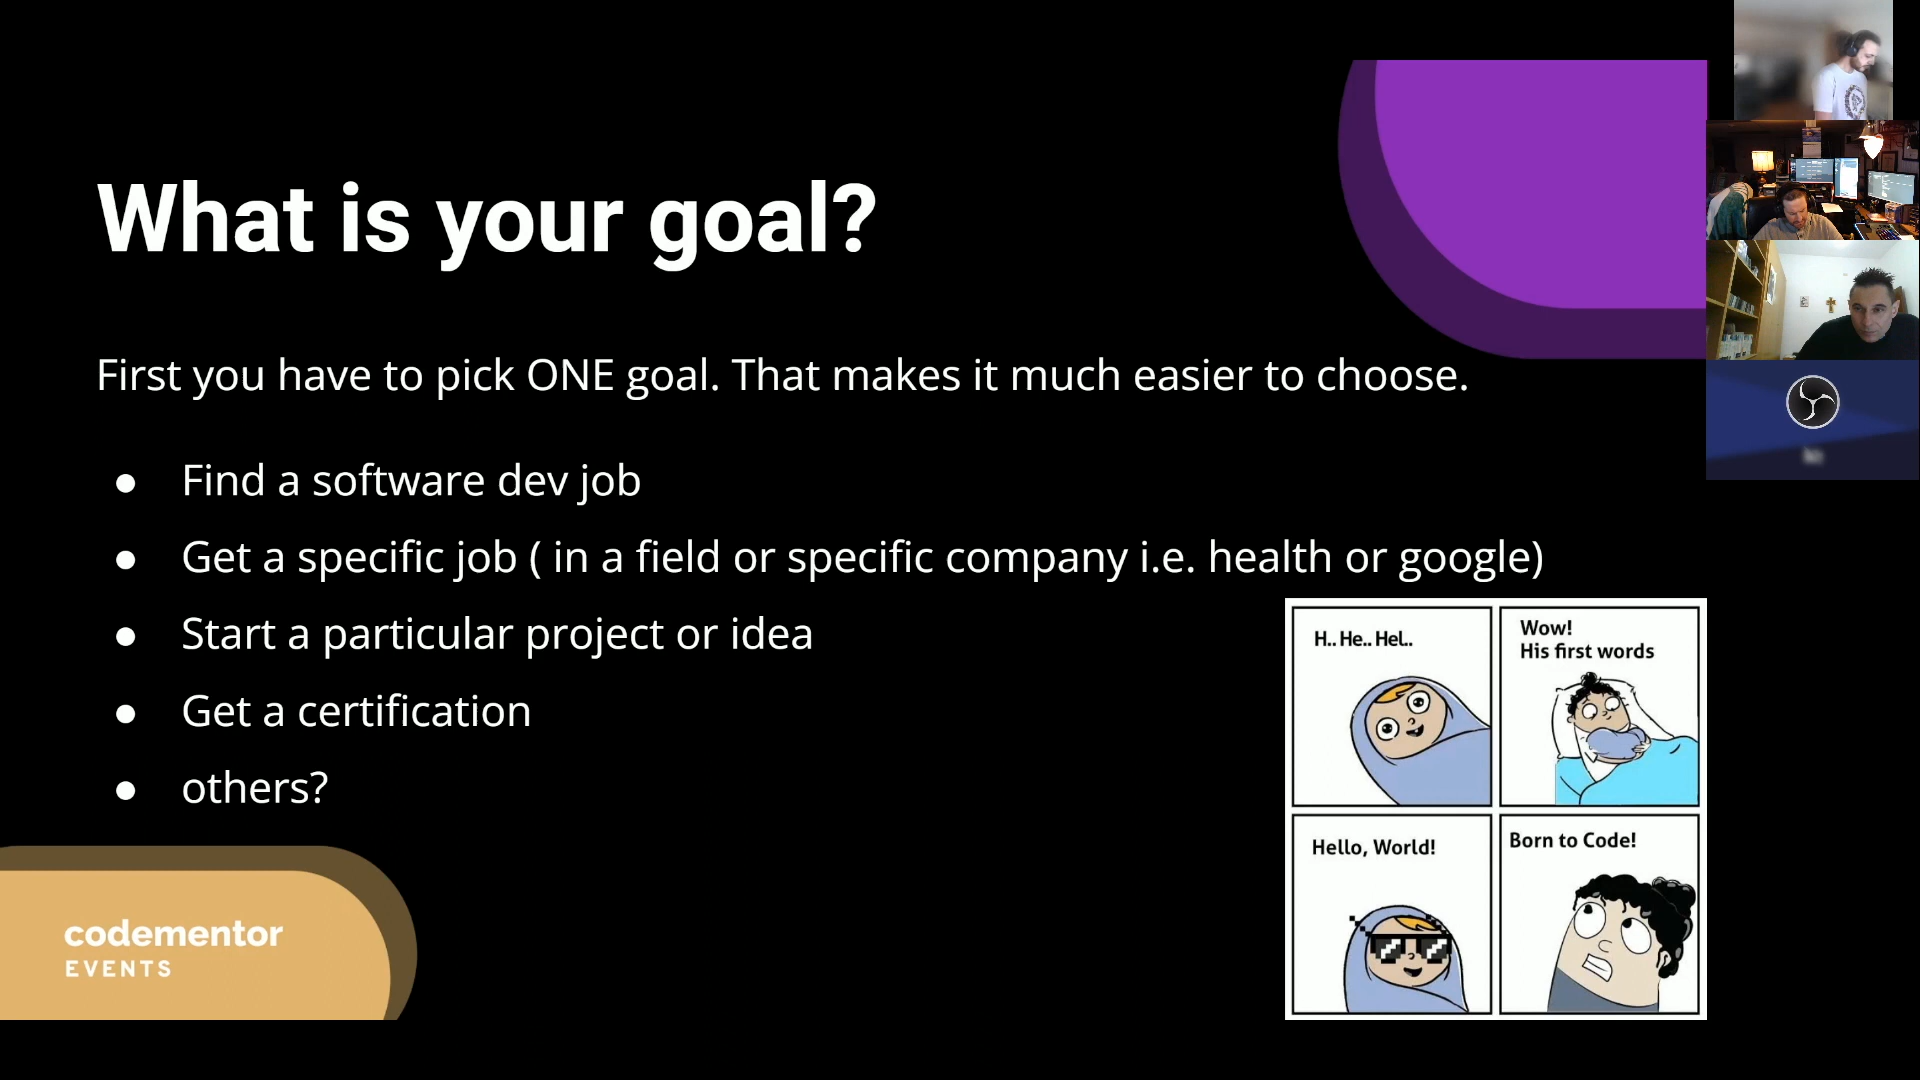 What is your goal?
First you have to pick ONE goal. That makes it much easier to choose.
● Find a software dev job
● Get a specific job ( in a field or specific company i.e. health or google)
● Start a particular project or idea
● Get a certification
● others?
H.. He.. Hel..
Wow!
His first words
Hello, World!
Born to Code!
codementor
EVENTS